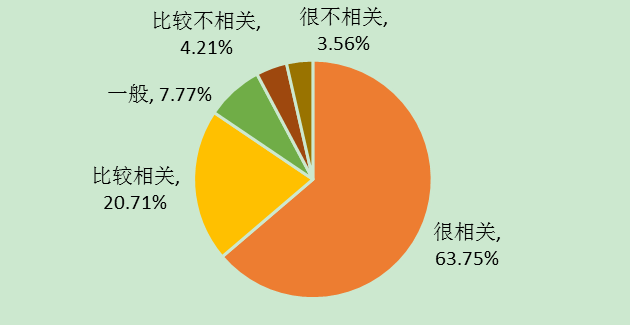 比较不相关,
4.21%
很不相关,
3.56%
一般, 7.77%
比较相关,
20.71%
很相关,
63.75%